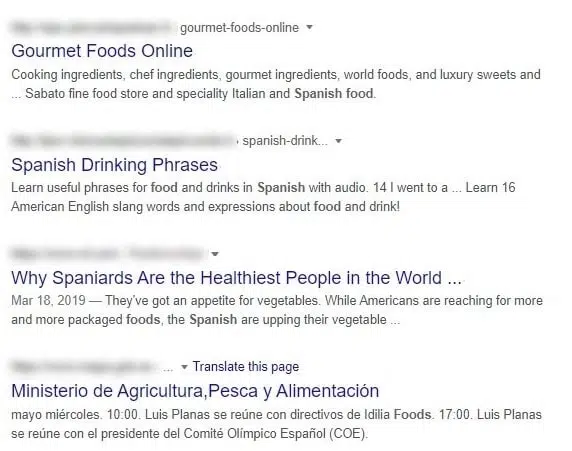 gourmet-foods-online
Gourmet Foods Online
Cooking ingredients, chef ingredients, gourmet ingredients, world foods, and luxury sweets and
... Sabato fine food store and speciality Italian and Spanish food.
› spanish-drink...
Spanish Drinking Phrases
Learn useful phrases for food and drinks in Spanish with audio. 14 I went to a ... Learn 16
American English slang words and expressions about food and drink!
Why Spaniards Are the Healthiest People in the World ...
Mar 18, 2019 — They've got an appetite for vegetables. While Americans are reaching for more
and more packaged foods, the Spanish are upping their vegetable ...
... Translate this page
Ministerio de Agricultura,Pesca y Alimentación
mayo miércoles. 10:00. Luis Planas se reúne con directivos de Idilia Foods. 17:00. Luis Planas
se reúne con el presidente del Comité Olímpico Español (COE).